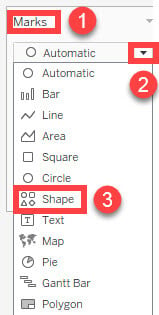 Marks 1
Automatic
2
Automatic
Bar
Line
Area
Square
Circle
Shape
3
T Text
Map
Pie
Gantt Bar
Polygon